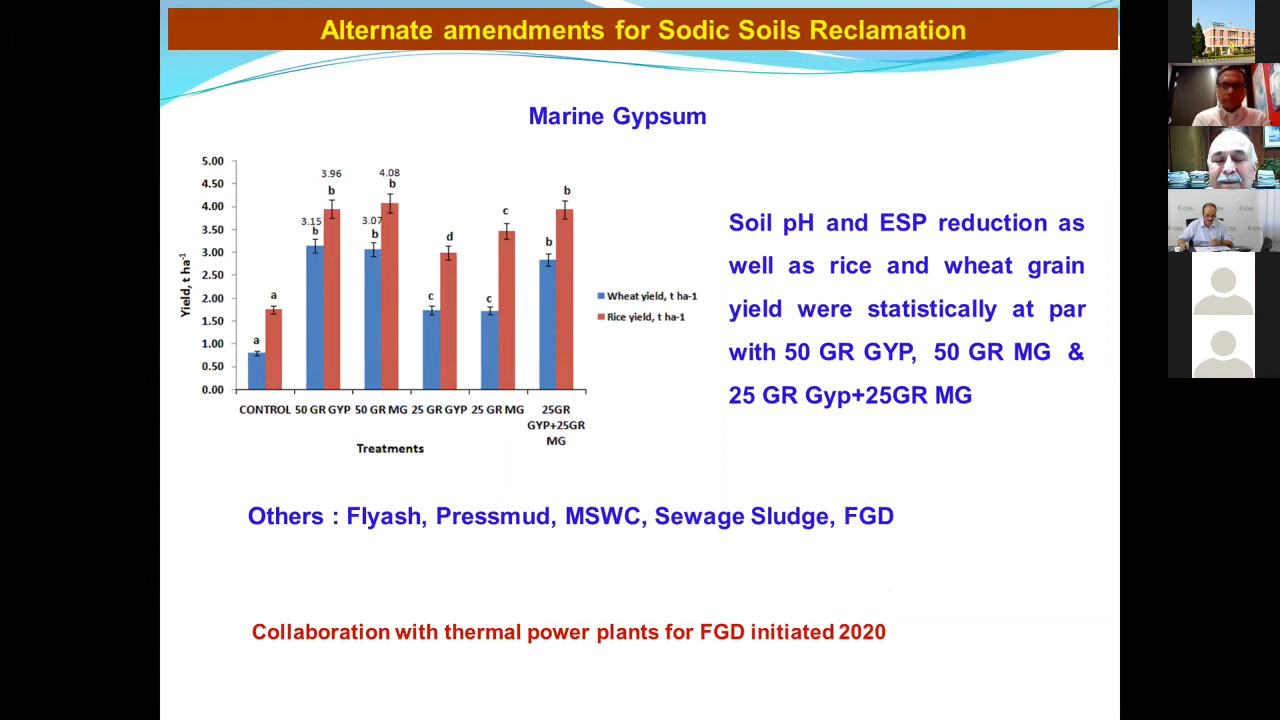 Alternate amendments for Sodic Soils Reclamation
Marine Gypsum
5.00
4.50
4.00
3.50
3.00
2.50
2.00
1.50
1.00
0.50
0.00
Yield, t ha-1
a
a
3.15
b
3.96
b
3.07
b
4.08
b
c
d
c
c
b
b
CONTROL
50 GR GYP
50 GR MG
25 GR GYP
25 GR MG
25GR
GYP+25GR
MG
Treatments
Wheat yield, t ha-1
Rice yield, t ha-1
Soil pH and ESP reduction as
well as rice and wheat grain
yield were statistically at par
with 50 GR GYP, 50 GR MG &
25 GR Gyp+25GR MG
Others : Flyash, Pressmud, MSWC, Sewage Sludge, FGD
Collaboration with thermal power plants for FGD initiated 2020